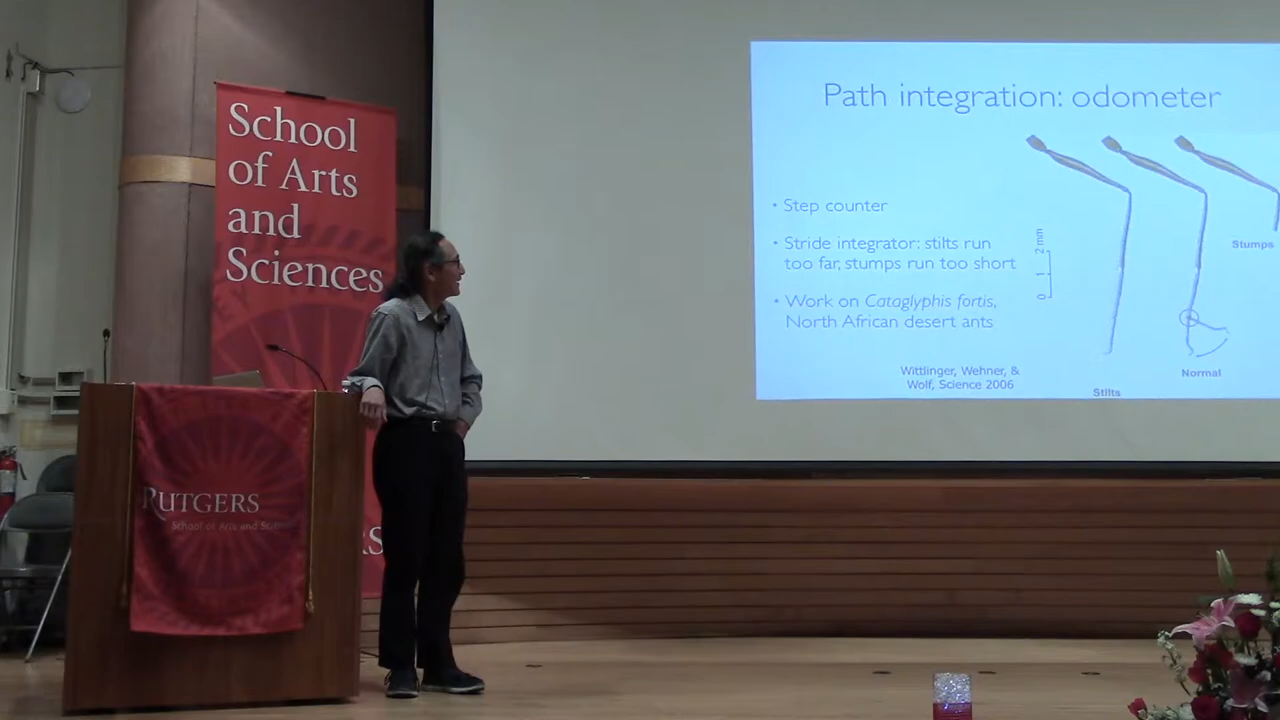 School
of Arts
and
Sciences
RUTGERS
School of Arts and
RS
Path integration: odometer
• Step counter
• Stride integrator: stilts run
too far, stumps run too short
• Work on Cataglyphis fortis,
North African desert ants
Wittlinger, Wehner, &
Wolf, Science 2006
0 1 2 mm
Stilts
Normal
Stumps